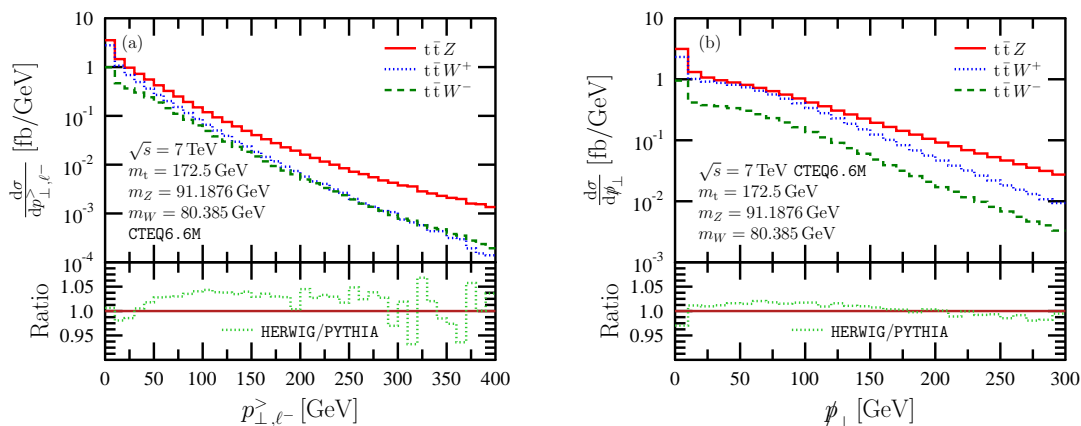 (a)
tt̄Z
tt̄W⁺
tt̄W⁻
dσ/dp^>_{⊥,ℓ⁻} [fb/GeV]
10
1
10⁻¹
10⁻²
10⁻³
10⁻⁴
√s = 7 TeV
m_t = 172.5 GeV
m_Z = 91.1876 GeV
m_W = 80.385 GeV
CTEQ6.6M
Ratio
1.05
1.0
0.95
HERWIG/PYTHIA
0 50 100 150 200 250 300 350 400
p^>_{⊥,ℓ⁻} [GeV]
(b)
tt̄Z
tt̄W⁺
tt̄W⁻
dσ/dp̸_⊥ [fb/GeV]
10
1
10⁻¹
10⁻²
10⁻³
√s = 7 TeV CTEQ6.6M
m_t = 172.5 GeV
m_Z = 91.1876 GeV
m_W = 80.385 GeV
Ratio
1.05
1.0
0.95
HERWIG/PYTHIA
0 50 100 150 200 250 300
p̸_⊥ [GeV]